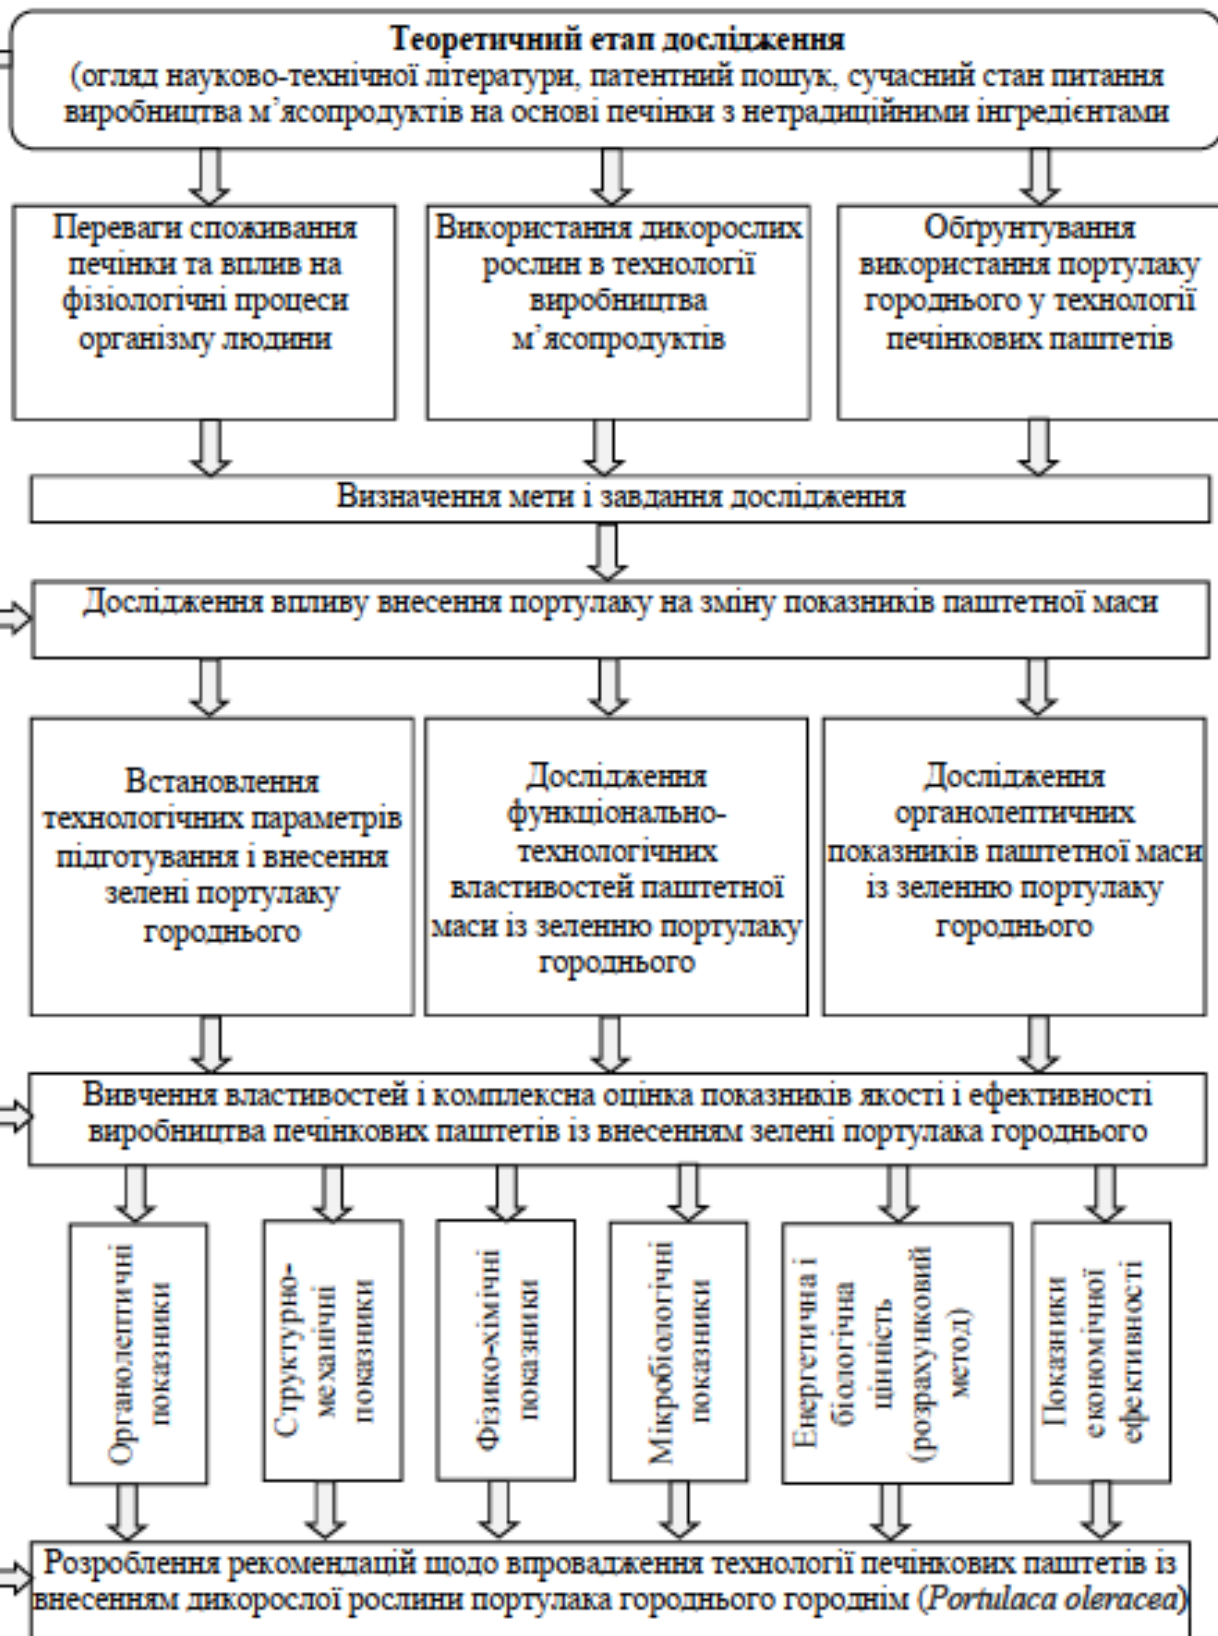 Теоретичний етап дослідження
(огляд науково-технічної літератури, патентний пошук, сучасний стан питання
виробництва м’ясопродуктів на основі печінки з нетрадиційними інгредієнтами
Переваги споживання
печінки та вплив на
фізіологічні процеси
організму людини
Використання дикорослих
рослин в технології
виробництва
м’ясопродуктів
Обґрунтування
використання портулаку
городнього у технології
печінкових паштетів
Визначення мети і завдання дослідження
Дослідження впливу внесення портулаку на зміну показників паштетної маси
Встановлення
технологічних параметрів
підготування і внесення
зелені портулаку
городнього
Дослідження
функціонально-
технологічних
властивостей паштетної
маси із зеленню портулаку
городнього
Дослідження
органолептичних
показників паштетної маси
із зеленню портулаку
городнього
Вивчення властивостей і комплексна оцінка показників якості і ефективності
виробництва печінкових паштетів із внесенням зелені портулака городнього
Органолептичні
показники
Структурно-
механічні
показники
Фізико-хімічні
показники
Мікробіологічні
показники
Енергетична і
біологічна
цінність
(розрахунковий
метод)
Показники
економічної
ефективності
Розроблення рекомендацій щодо впровадження технології печінкових паштетів із
внесенням дикорослої рослини портулака городнього городнім (Portulaca oleracea)